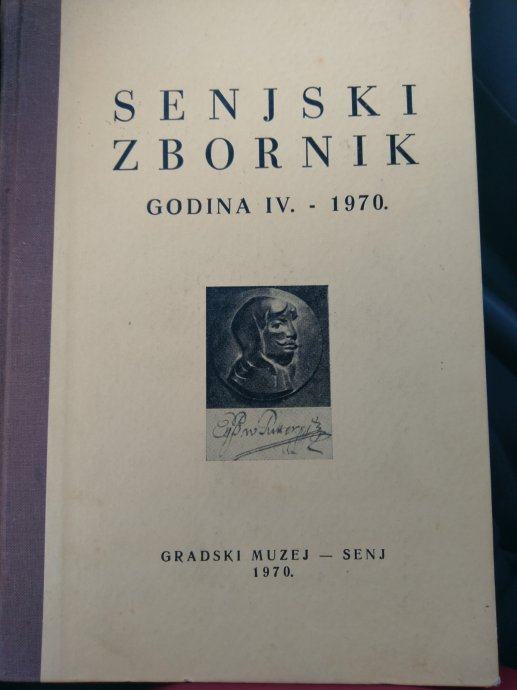 SENJSKI
ZBORNIK
GODINA IV. - 1970.
GRADSKI MUZEJ — SENJ
1970.